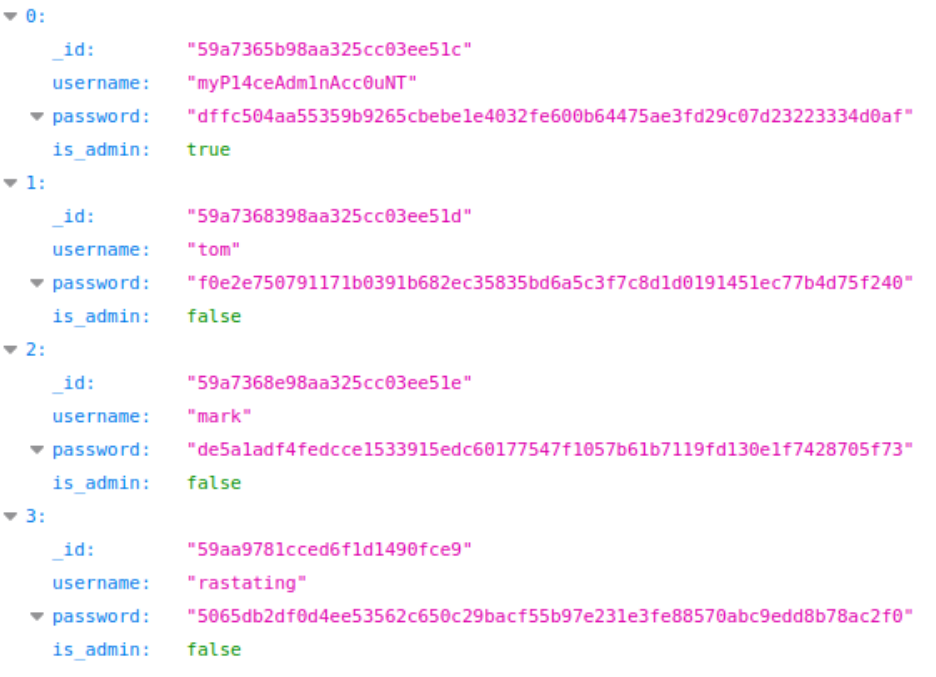 0:
_id: "59a7365b98aa325cc03ee51c"
username: "myP14ceAdm1nAcc0uNT"
password: "dffc504aa55359b9265cbebe1e4032fe600b64475ae3fd29c07d23223334d0af"
is_admin: true
1:
_id: "59a7368398aa325cc03ee51d"
username: "tom"
password: "f0e2e750791171b0391b682ec35835bd6a5c3f7c8d1d0191451ec77b4d75f240"
is_admin: false
2:
_id: "59a7368e98aa325cc03ee51e"
username: "mark"
password: "de5a1adf4fedcce1533915edc60177547f1057b61b7119fd130e1f7428705f73"
is_admin: false
3:
_id: "59aa9781cced6f1d1490fce9"
username: "rastating"
password: "5065db2df0d4ee53562c650c29bacf55b97e231e3fe88570abc9edd8b78ac2f0"
is_admin: false